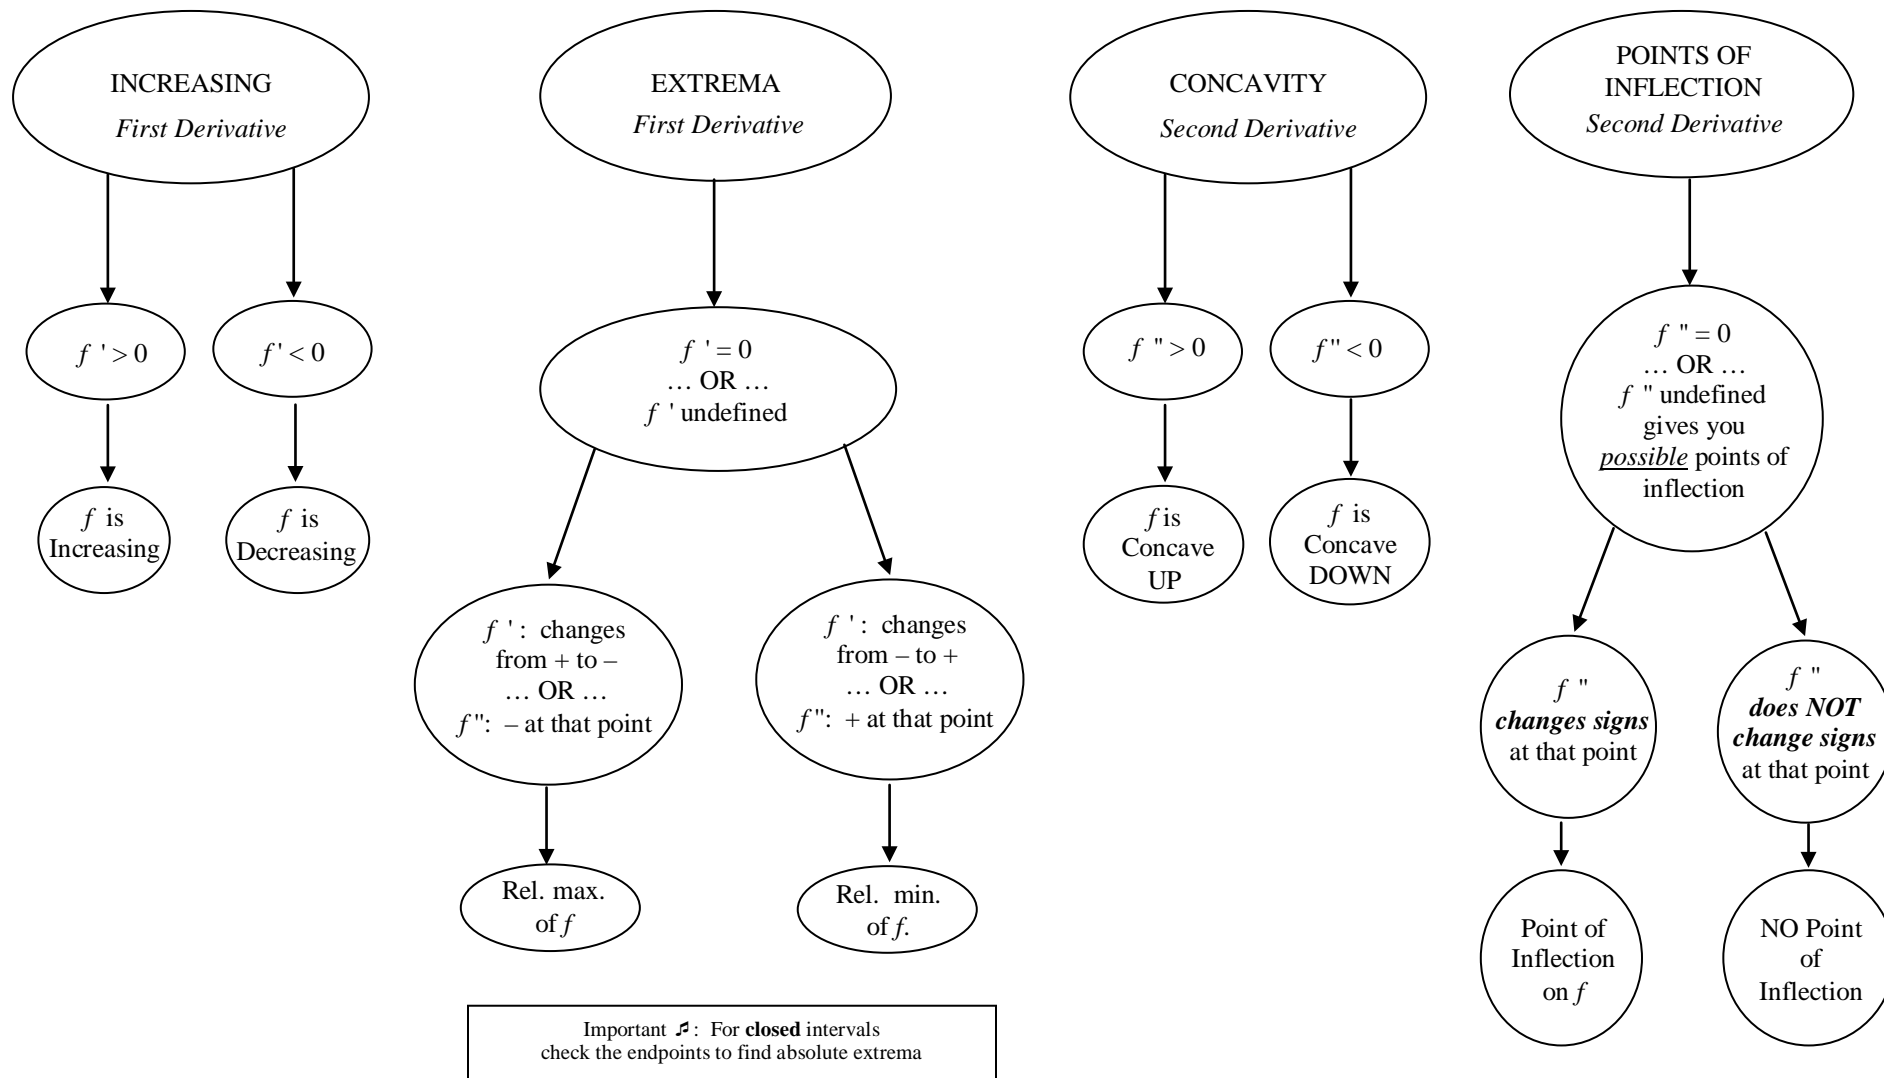 INCREASING
First Derivative
f ' > 0
f ' < 0
f is
Increasing
f is
Decreasing
EXTREMA
First Derivative
f ' = 0
… OR …
f ' undefined
f ' : changes
from + to –
… OR …
f ": – at that point
f ' : changes
from – to +
… OR …
f ": + at that point
Rel. max.
of f
Rel. min.
of f.
Important ♬: For closed intervals
check the endpoints to find absolute extrema
CONCAVITY
Second Derivative
f " > 0
f " < 0
f is
Concave
UP
f is
Concave
DOWN
POINTS OF
INFLECTION
Second Derivative
f " = 0
… OR …
f " undefined
gives you
possible points of
inflection
f "
changes signs
at that point
f "
does NOT
change signs
at that point
Point of
Inflection
on f
NO Point
of
Inflection